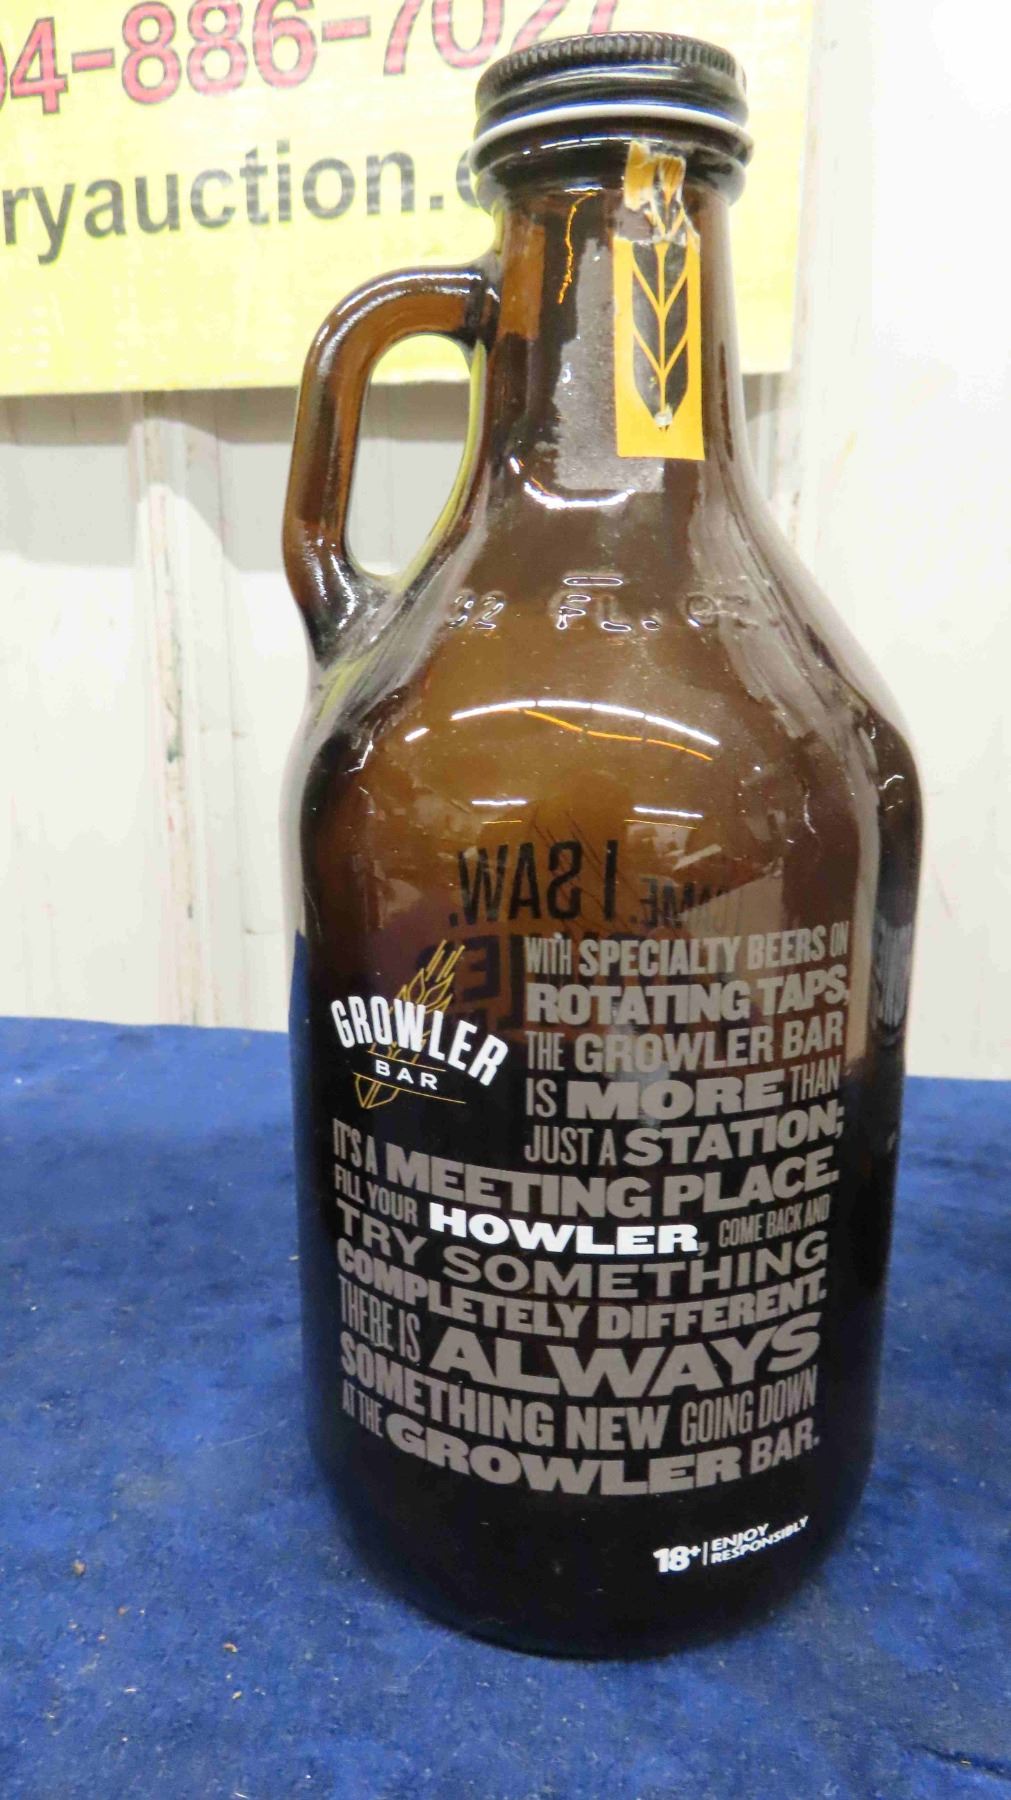 4-886-702
ryauction.
32 FL. OZ.
I SAW.
WITH SPECIALTY BEERS ON
ROTATING TAPS,
THE GROWLER BAR
IS MORE THAN
JUST A STATION;
GROWLER
BAR
IT'S A MEETING PLACE.
FILL YOUR HOWLER, COME BACK AND
TRY SOMETHING
COMPLETELY DIFFERENT.
THERE IS ALWAYS
SOMETHING NEW GOING DOWN
AT THE GROWLER BAR.
18+ | ENJOY
RESPONSIBLY